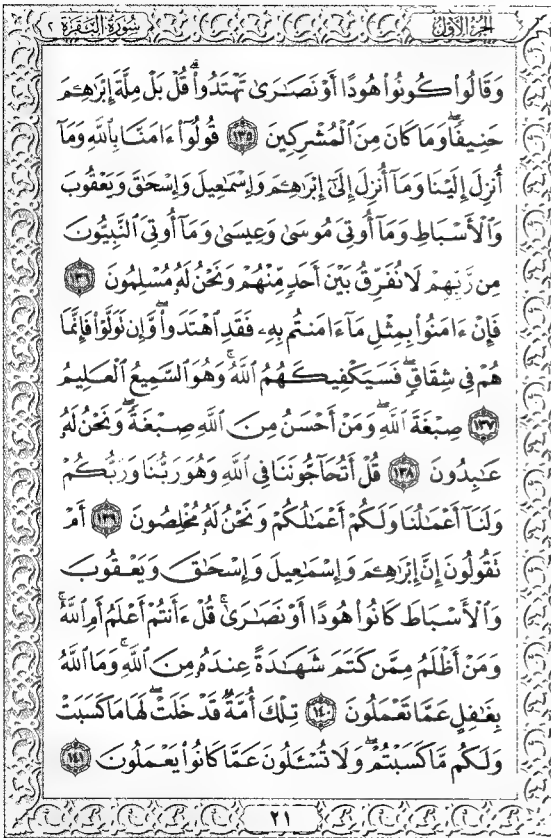 الجزء الأول
سورة البقرة ٢
وَقَالُوا۟ كُونُوا۟ هُودًا أَوْ نَصَـٰرَىٰ تَهْتَدُوا۟ۗ قُلْ بَلْ مِلَّةَ إِبْرَٰهِـۧمَ
حَنِيفًاۖ وَمَا كَانَ مِنَ ٱلْمُشْرِكِينَ ١٣٥ قُولُوٓا۟ ءَامَنَّا بِٱللَّهِ وَمَآ
أُنزِلَ إِلَيْنَا وَمَآ أُنزِلَ إِلَىٰٓ إِبْرَٰهِـۧمَ وَإِسْمَـٰعِيلَ وَإِسْحَـٰقَ وَيَعْقُوبَ
وَٱلْأَسْبَاطِ وَمَآ أُوتِىَ مُوسَىٰ وَعِيسَىٰ وَمَآ أُوتِىَ ٱلنَّبِيُّونَ
مِن رَّبِّهِمْ لَا نُفَرِّقُ بَيْنَ أَحَدٍ مِّنْهُمْ وَنَحْنُ لَهُۥ مُسْلِمُونَ ١٣٦
فَإِنْ ءَامَنُوا۟ بِمِثْلِ مَآ ءَامَنتُم بِهِۦ فَقَدِ ٱهْتَدَوا۟ۖ وَّإِن تَوَلَّوْا۟ فَإِنَّمَا
هُمْ فِى شِقَاقٍۖ فَسَيَكْفِيكَهُمُ ٱللَّهُۚ وَهُوَ ٱلسَّمِيعُ ٱلْعَلِيمُ
١٣٧ صِبْغَةَ ٱللَّهِۖ وَمَنْ أَحْسَنُ مِنَ ٱللَّهِ صِبْغَةًۖ وَنَحْنُ لَهُۥ
عَـٰبِدُونَ ١٣٨ قُلْ أَتُحَآجُّونَنَا فِى ٱللَّهِ وَهُوَ رَبُّنَا وَرَبُّكُمْ
وَلَنَآ أَعْمَـٰلُنَا وَلَكُمْ أَعْمَـٰلُكُمْ وَنَحْنُ لَهُۥ مُخْلِصُونَ ١٣٩ أَمْ
تَقُولُونَ إِنَّ إِبْرَٰهِـۧمَ وَإِسْمَـٰعِيلَ وَإِسْحَـٰقَ وَيَعْقُوبَ
وَٱلْأَسْبَاطَ كَانُوا۟ هُودًا أَوْ نَصَـٰرَىٰۗ قُلْ ءَأَنتُمْ أَعْلَمُ أَمِ ٱللَّهُۗ
وَمَنْ أَظْلَمُ مِمَّن كَتَمَ شَهَـٰدَةً عِندَهُۥ مِنَ ٱللَّهِۗ وَمَا ٱللَّهُ
بِغَـٰفِلٍ عَمَّا تَعْمَلُونَ ١٤٠ تِلْكَ أُمَّةٌ قَدْ خَلَتْۖ لَهَا مَا كَسَبَتْ
وَلَكُم مَّا كَسَبْتُمْۖ وَلَا تُسْـَٔلُونَ عَمَّا كَانُوا۟ يَعْمَلُونَ ١٤١
٢١